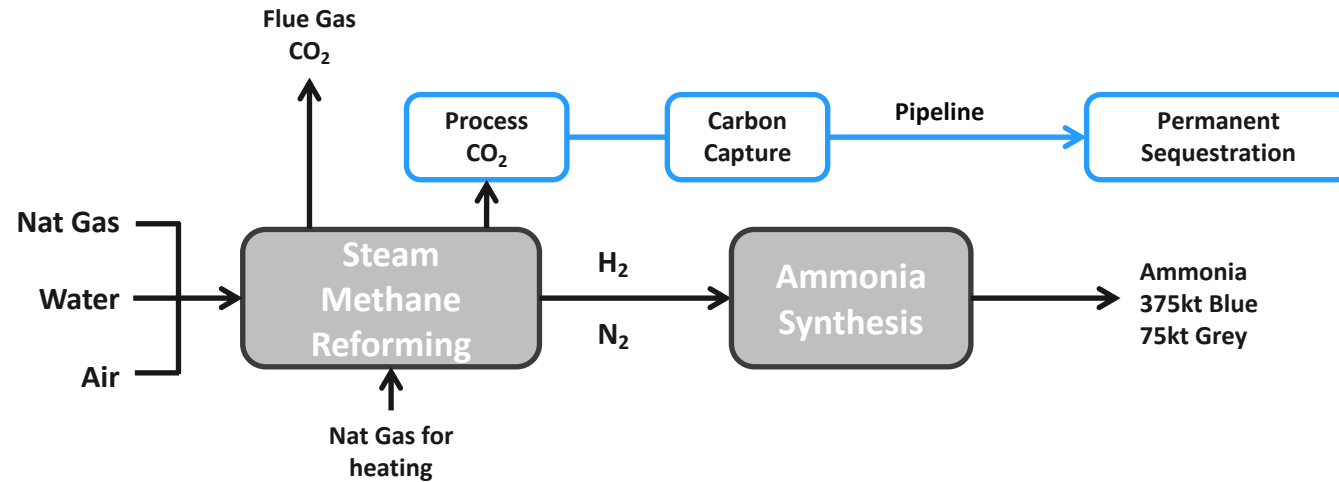 Flue Gas
CO₂
Process
CO₂
Carbon
Capture
Pipeline
Permanent
Sequestration
Nat Gas
Water
Air
Steam
Methane
Reforming
H₂
N₂
Ammonia
Synthesis
Ammonia
375kt Blue
75kt Grey
Nat Gas for
heating